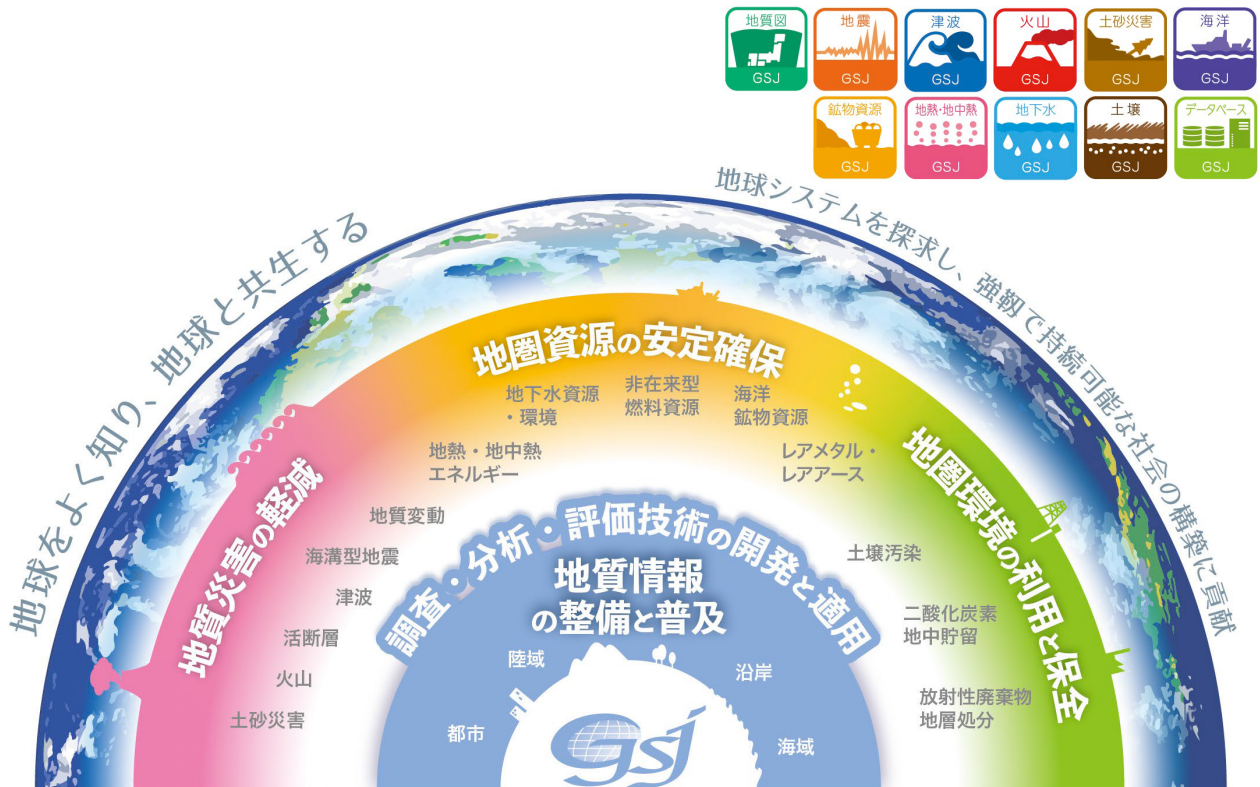 地質図
GSJ
地震
GSJ
津波
GSJ
火山
GSJ
土砂災害
GSJ
海洋
GSJ
鉱物資源
GSJ
地熱・地中熱
GSJ
地下水
GSJ
土壌
GSJ
データベース
GSJ
地球をよく知り、地球と共生する
地球システムを探求し、強靭で持続可能な社会の構築に貢献
地圏資源の安定確保
地下水資源
・環境
非在来型
燃料資源
海洋
鉱物資源
地熱・地中熱
エネルギー
レアメタル・
レアアース
地質災害の軽減
地質変動
海溝型地震
津波
活断層
火山
土砂災害
地圏環境の利用と保全
土壌汚染
二酸化炭素
地中貯留
放射性廃棄物
地層処分
調査・分析・評価技術の開発と適用
地質情報
の整備と普及
陸域
沿岸
都市
海域
gsj